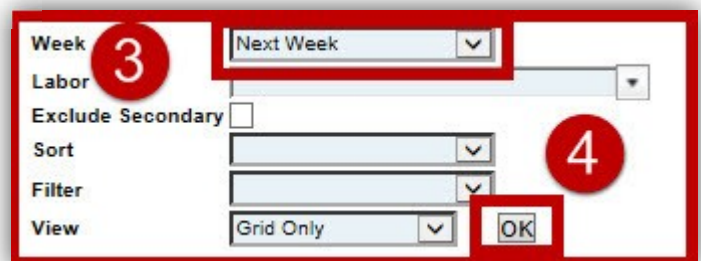 Week 3 Next Week
Labor
Exclude Secondary
Sort 4
Filter
View Grid Only OK